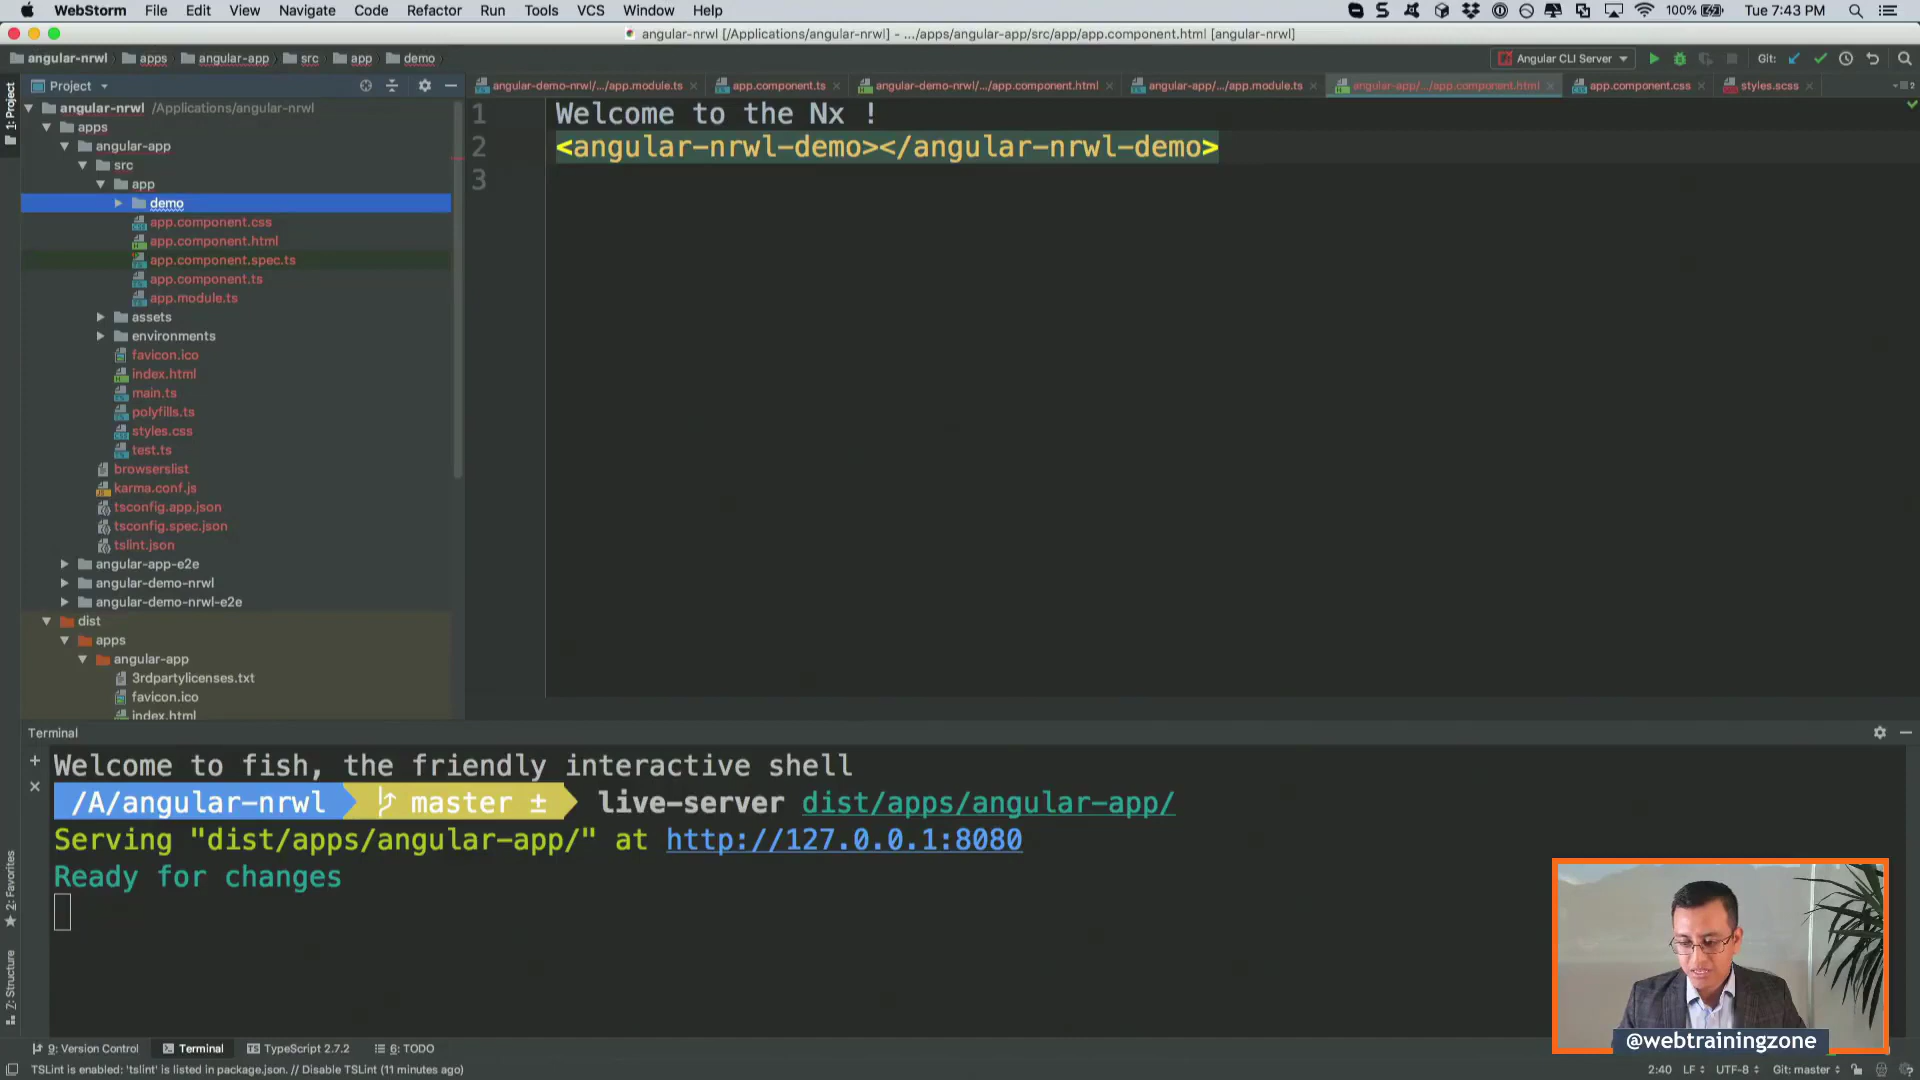 WebStorm File Edit View Navigate Code Refactor Run Tools VCS Window Help 100% Tue 7:43 PM
angular-nrwl [/Applications/angular-nrwl] - .../apps/angular-app/src/app/app.component.html [angular-nrwl]
angular-nrwl apps angular-app src app demo Angular CLI Server Git:
Project angular-demo-nrwl/.../app.module.ts app.component.ts angular-demo-nrwl/.../app.component.html angular-app/.../app.module.ts angular-app/.../app.component.html app.component.css styles.scss
1: Project
angular-nrwl /Applications/angular-nrwl
apps
angular-app
src
app
demo
app.component.css
app.component.html
app.component.spec.ts
app.component.ts
app.module.ts
assets
environments
favicon.ico
index.html
main.ts
polyfills.ts
styles.css
test.ts
browserslist
karma.conf.js
tsconfig.app.json
tsconfig.spec.json
tslint.json
angular-app-e2e
angular-demo-nrwl
angular-demo-nrwl-e2e
dist
apps
angular-app
3rdpartylicenses.txt
favicon.ico
index.html
1 Welcome to the Nx !
2 <angular-nrwl-demo></angular-nrwl-demo>
3
Terminal
Welcome to fish, the friendly interactive shell
/A/angular-nrwl master ± live-server dist/apps/angular-app/
Serving "dist/apps/angular-app/" at http://127.0.0.1:8080
Ready for changes
2: Favorites
Z: Structure
@webtrainingzone
9: Version Control Terminal TypeScript 2.7.2 6: TODO
TSLint is enabled: 'tslint' is listed in package.json. // Disable TSLint (11 minutes ago) 2:40 LF UTF-8 Git: master